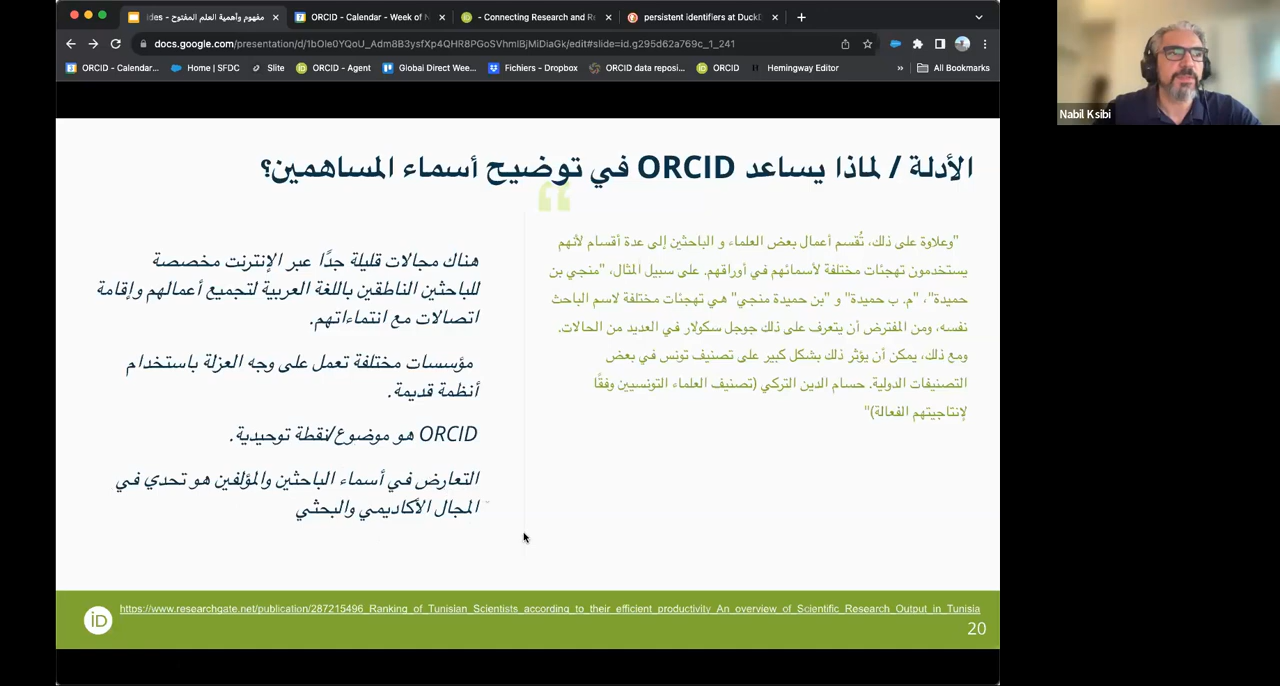 ides - مفهوم وأهمية العلم المفتوح
ORCID - Calendar - Week of N
- Connecting Research and Re
persistent identifiers at DuckD
docs.google.com/presentation/d/1bOle0YQoU_Adm8B3ysfXp4QHR8PGoSVhmlBjMiDiaGk/edit#slide=id.g295d62a769c_1_241
ORCID - Calendar...
Home | SFDC
Slite
ORCID - Agent
Global Direct Wee...
Fichiers - Dropbox
ORCID data reposi...
ORCID
Hemingway Editor
»
All Bookmarks
Nabil Ksibi
الأدلة / لماذا يساعد ORCID في توضيح أسماء المساهمين؟
"وعلاوة على ذلك، تُقسم أعمال بعض العلماء و الباحثين إلى عدة أقسام لأنهم
يستخدمون تهجئات مختلفة لأسمائهم في أوراقهم. على سبيل المثال، "منجي بن
حميدة"، "م. ب حميدة" و "بن حميدة منجي" هي تهجئات مختلفة لاسم الباحث
نفسه، ومن المفترض أن يتعرف على ذلك جوجل سكولار في العديد من الحالات.
ومع ذلك، يمكن أن يؤثر ذلك بشكل كبير على تصنيف تونس في بعض
التصنيفات الدولية. حسام الدين التركي (تصنيف العلماء التونسيين وفقًا
لإنتاجيتهم الفعالة)"
هناك مجالات قليلة جدًا عبر الإنترنت مخصصة
للباحثين الناطقين باللغة العربية لتجميع أعمالهم وإقامة
اتصالات مع انتماءاتهم.
مؤسسات مختلفة تعمل على وجه العزلة باستخدام
أنظمة قديمة.
ORCID هو موضوع/نقطة توحيدية.
التعارض في أسماء الباحثين والمؤلفين هو تحدي في
المجال الأكاديمي والبحثي
iD
https://www.researchgate.net/publication/287215496_Ranking_of_Tunisian_Scientists_according_to_their_efficient_productivity_An_overview_of_Scientific_Research_Output_in_Tunisia
20